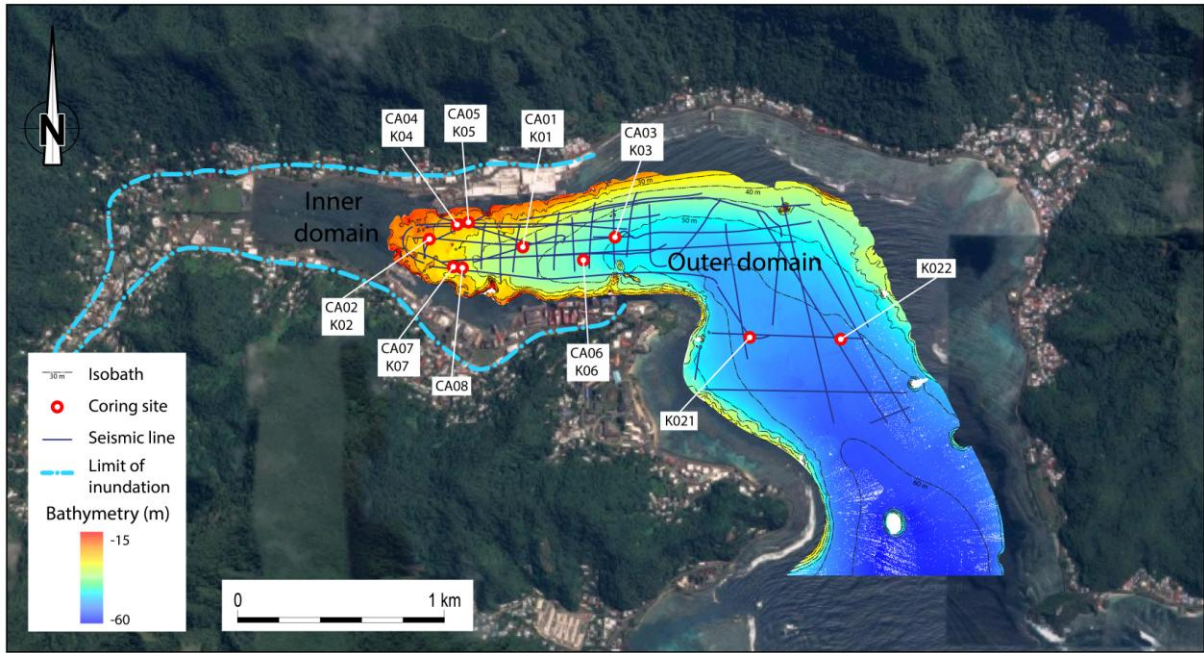 N
CA04
K04
CA05
K05
CA01
K01
CA03
K03
30 m
40 m
50 m
Inner
domain
Outer domain
K022
CA02
K02
CA07
K07
CA08
CA06
K06
K021
60 m
30 m
Isobath
Coring site
Seismic line
Limit of
inundation
Bathymetry (m)
-15
-60
0
1 km